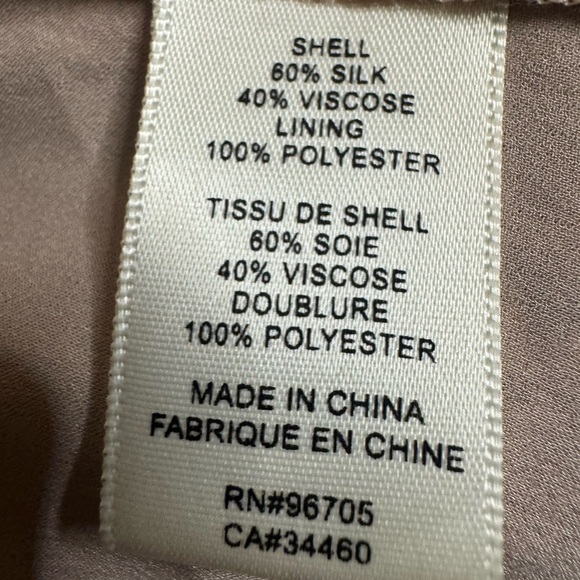 SHELL
60% SILK
40% VISCOSE
LINING
100% POLYESTER
TISSU DE SHELL
60% SOIE
40% VISCOSE
DOUBLURE
100% POLYESTER
MADE IN CHINA
FABRIQUE EN CHINE
RN#96705
CA#34460